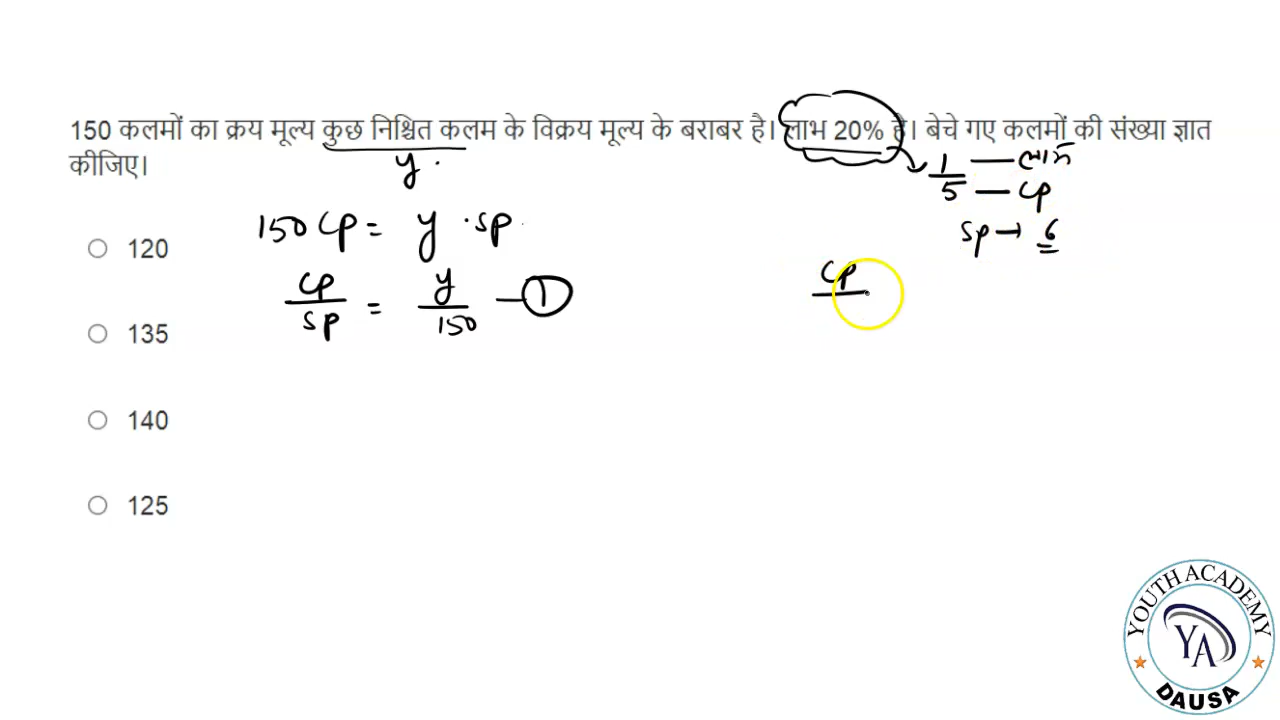 150 कलमों का क्रय मूल्य कुछ निश्चित कलम के विक्रय मूल्य के बराबर है। लाभ 20% है। बेचे गए कलमों की संख्या ज्ञात
कीजिए।
y.
1 — लाभ
5 — CP
SP → 6
150 CP = y · SP
CP/SP = y/150 — ①
CP
120
135
140
125
YOUTH ACADEMY
YA
DAUSA